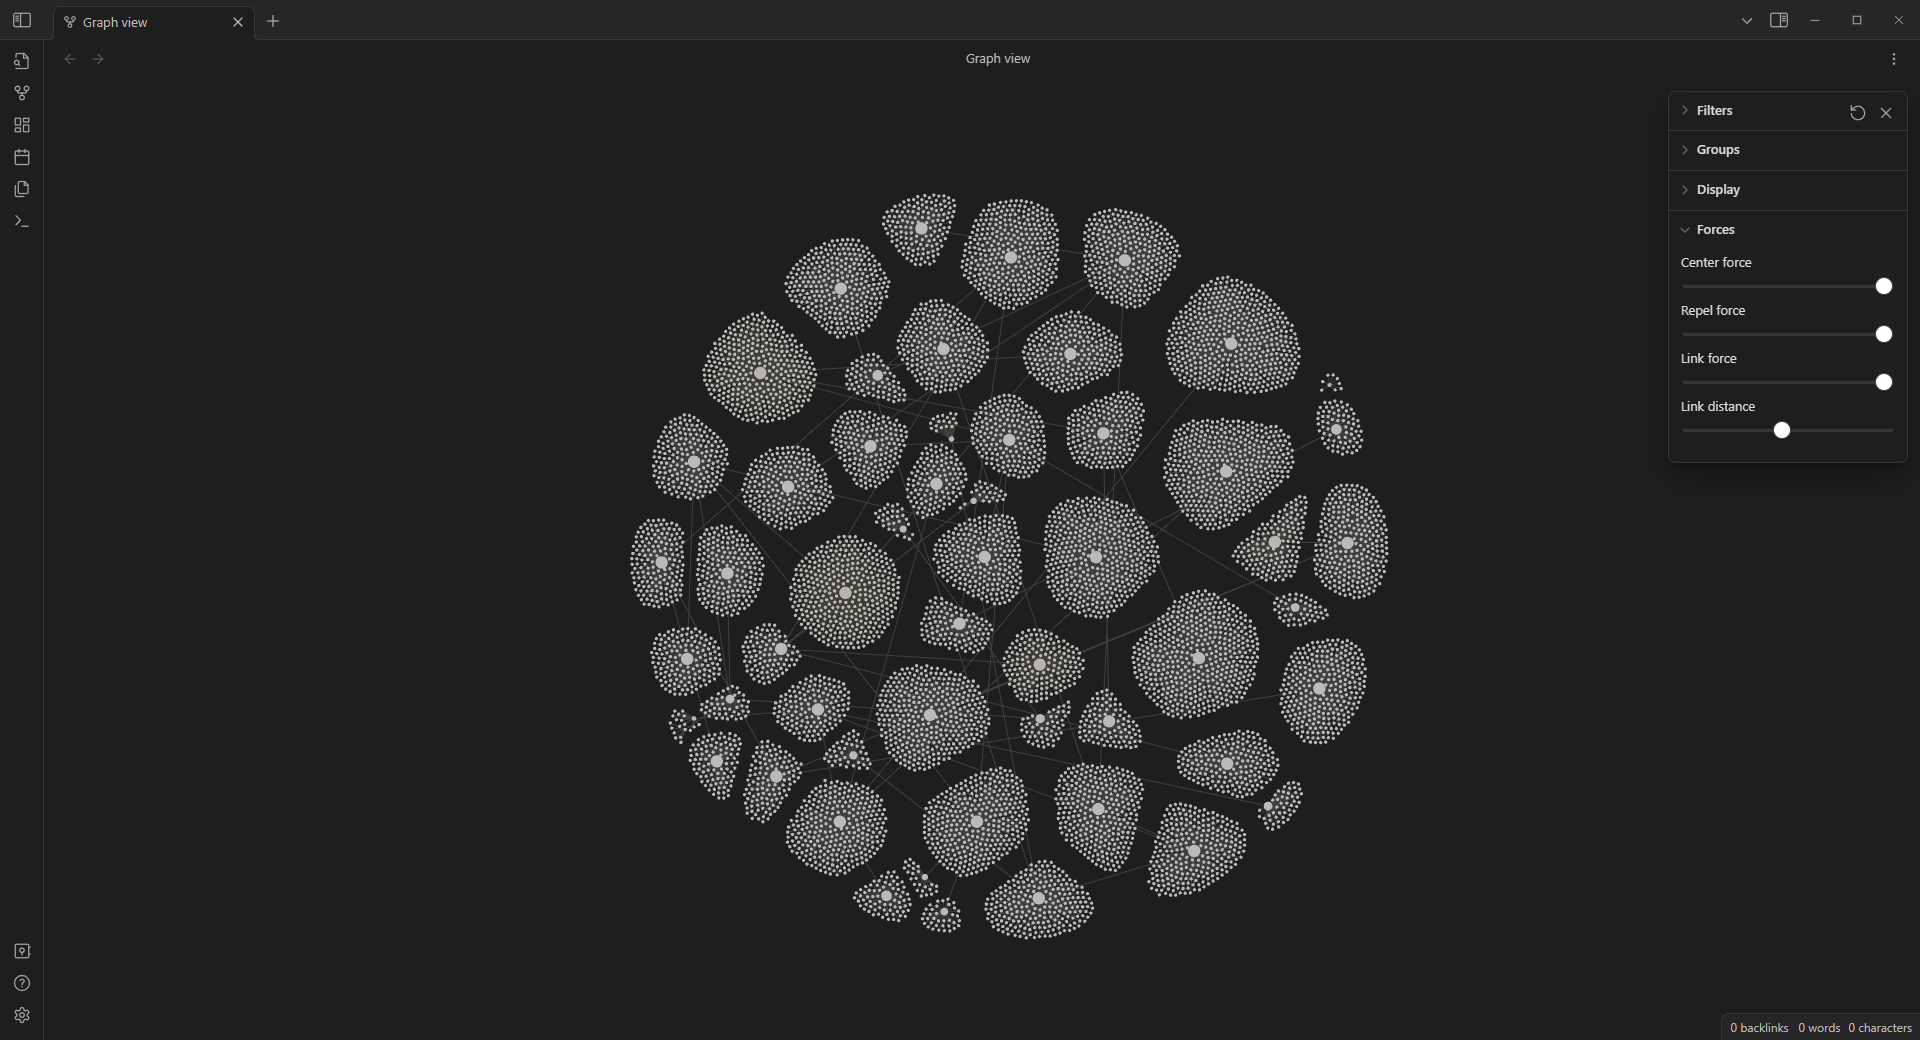 Graph view
Graph view
Filters
Groups
Display
Forces
Center force
Repel force
Link force
Link distance
0 backlinks 0 words 0 characters